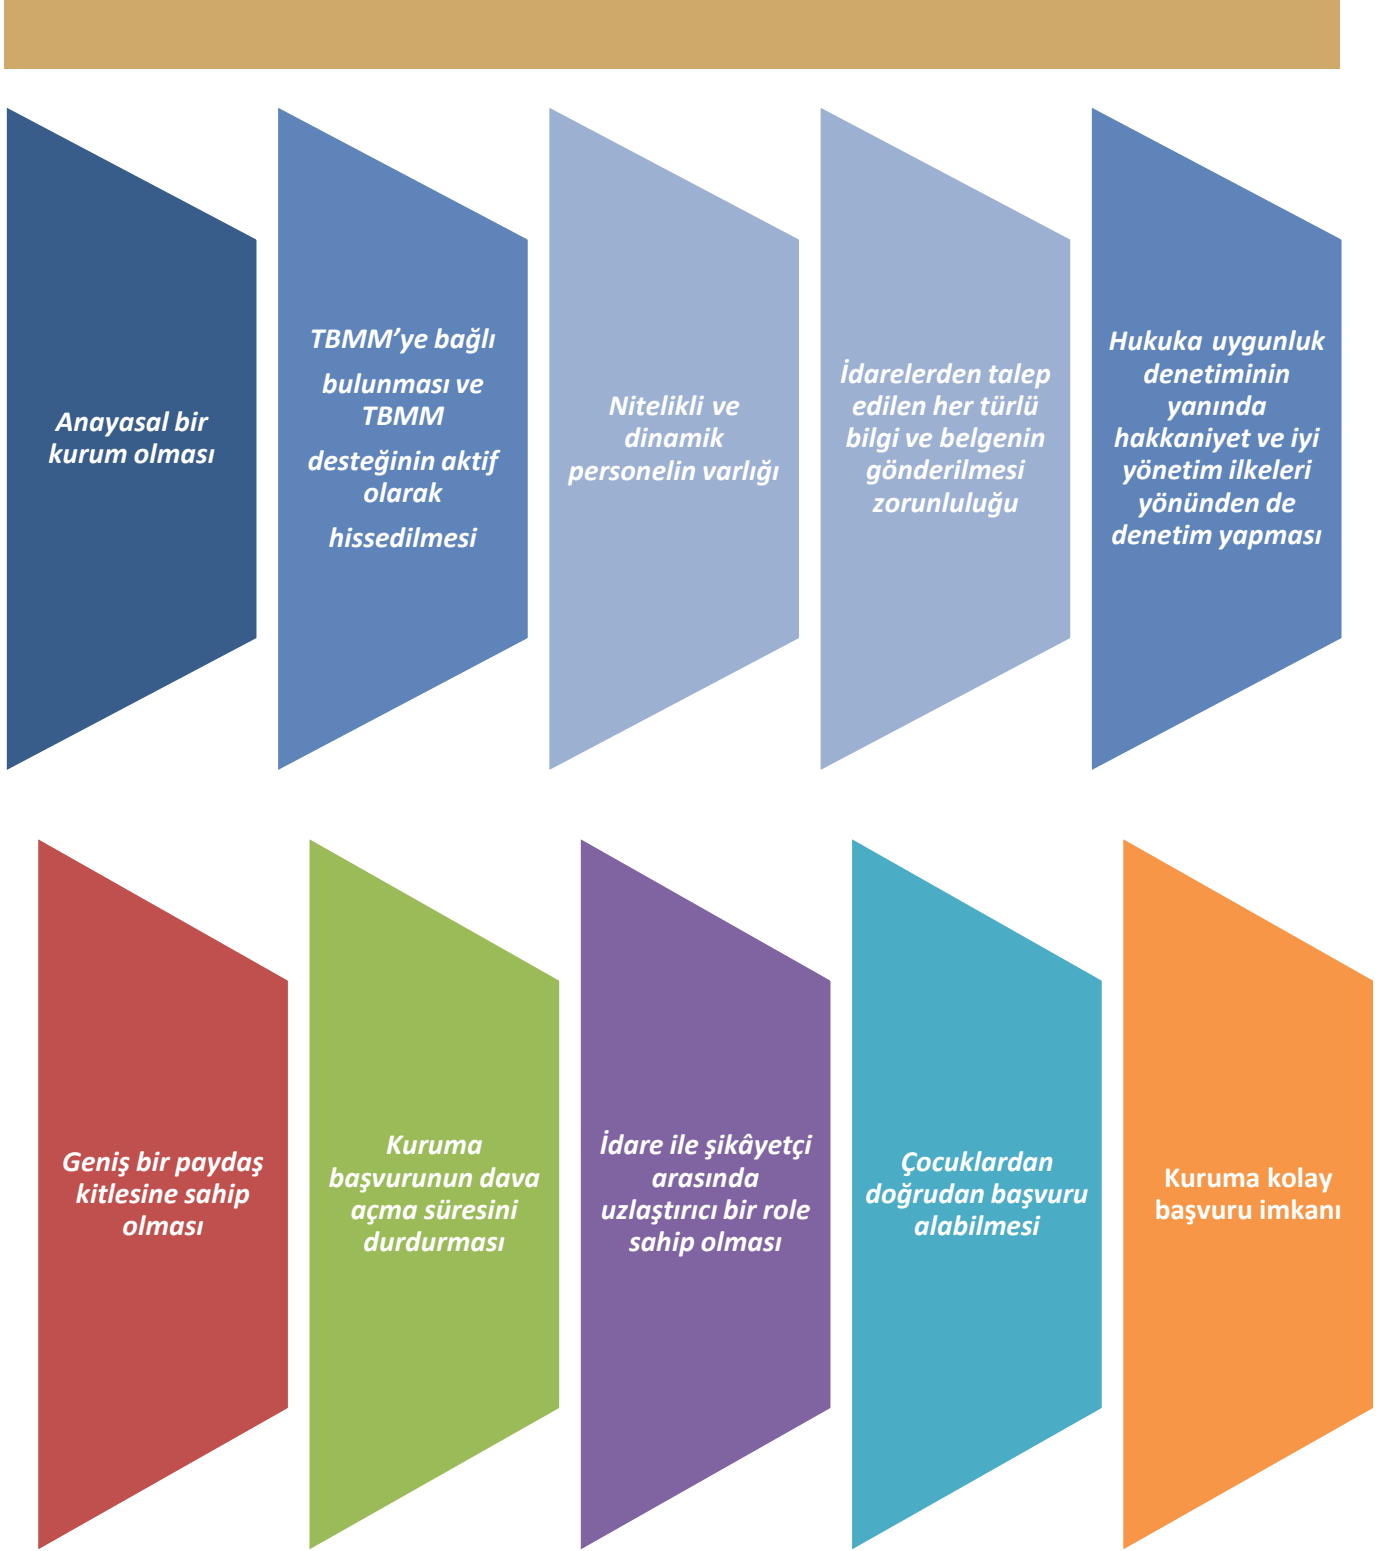 Anayasal bir
kurum olması
TBMM’ye bağlı
bulunması ve
TBMM
desteğinin aktif
olarak
hissedilmesi
Nitelikli ve
dinamik
personelin varlığı
İdarelerden talep
edilen her türlü
bilgi ve belgenin
gönderilmesi
zorunluluğu
Hukuka uygunluk
denetiminin
yanında
hakkaniyet ve iyi
yönetim ilkeleri
yönünden de
denetim yapması
Geniş bir paydaş
kitlesine sahip
olması
Kuruma
başvurunun dava
açma süresini
durdurması
İdare ile şikâyetçi
arasında
uzlaştırıcı bir role
sahip olması
Çocuklardan
doğrudan başvuru
alabilmesi
Kuruma kolay
başvuru imkanı